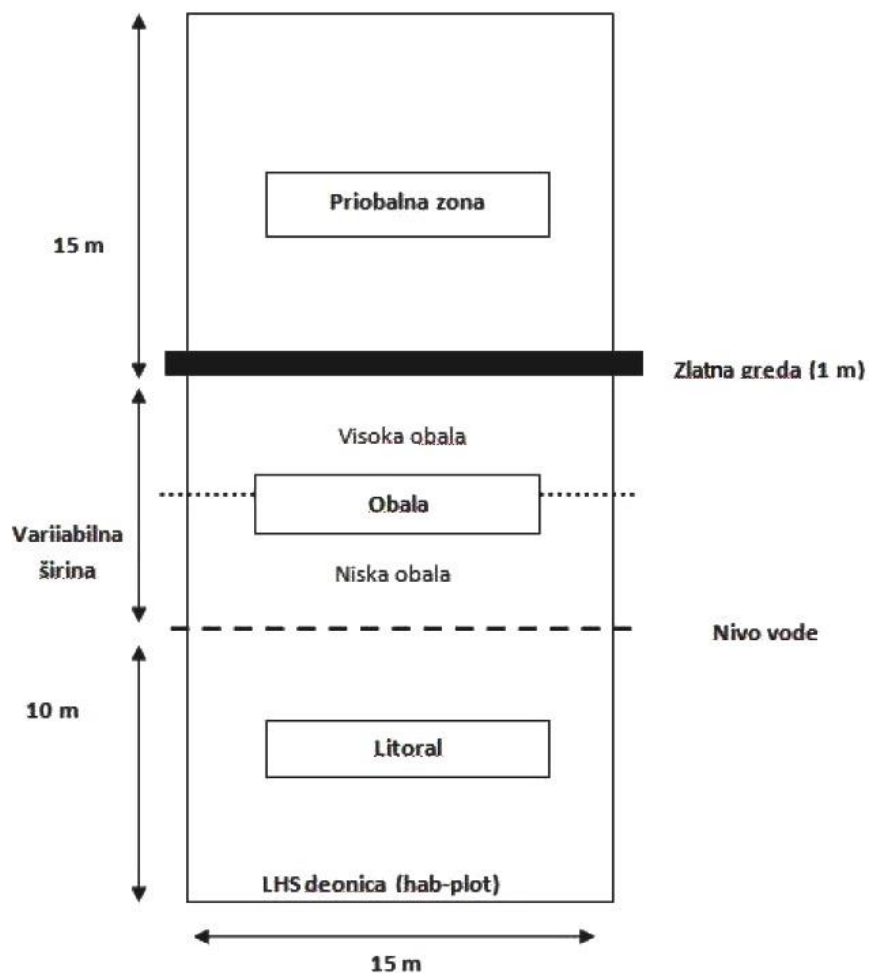 Priobalna zona
15 m
Zlatna greda (1 m)
Visoka obala
Obala
Variiabilna
širina
Niska obala
Nivo vode
10 m
Litoral
LHS deonica (hab-plot)
15 m